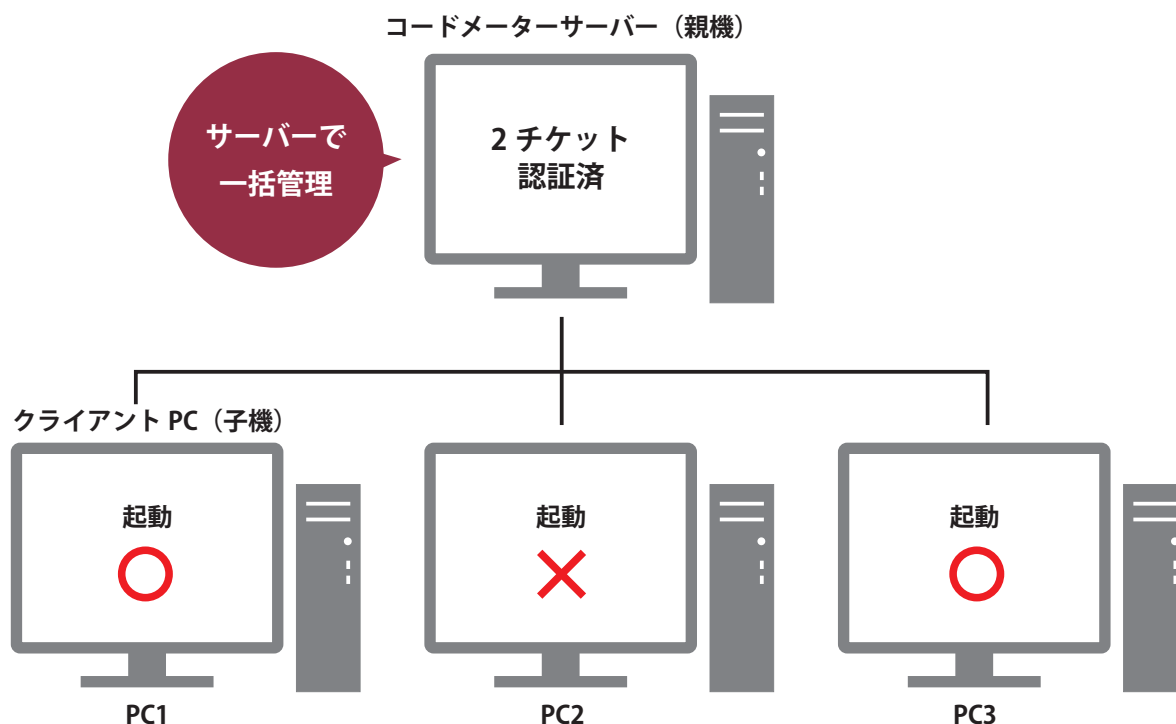 コードメーターサーバー（親機）
サーバーで
一括管理
2 チケット
認証済
クライアント PC（子機）
起動
起動
起動
PC1
PC2
PC3